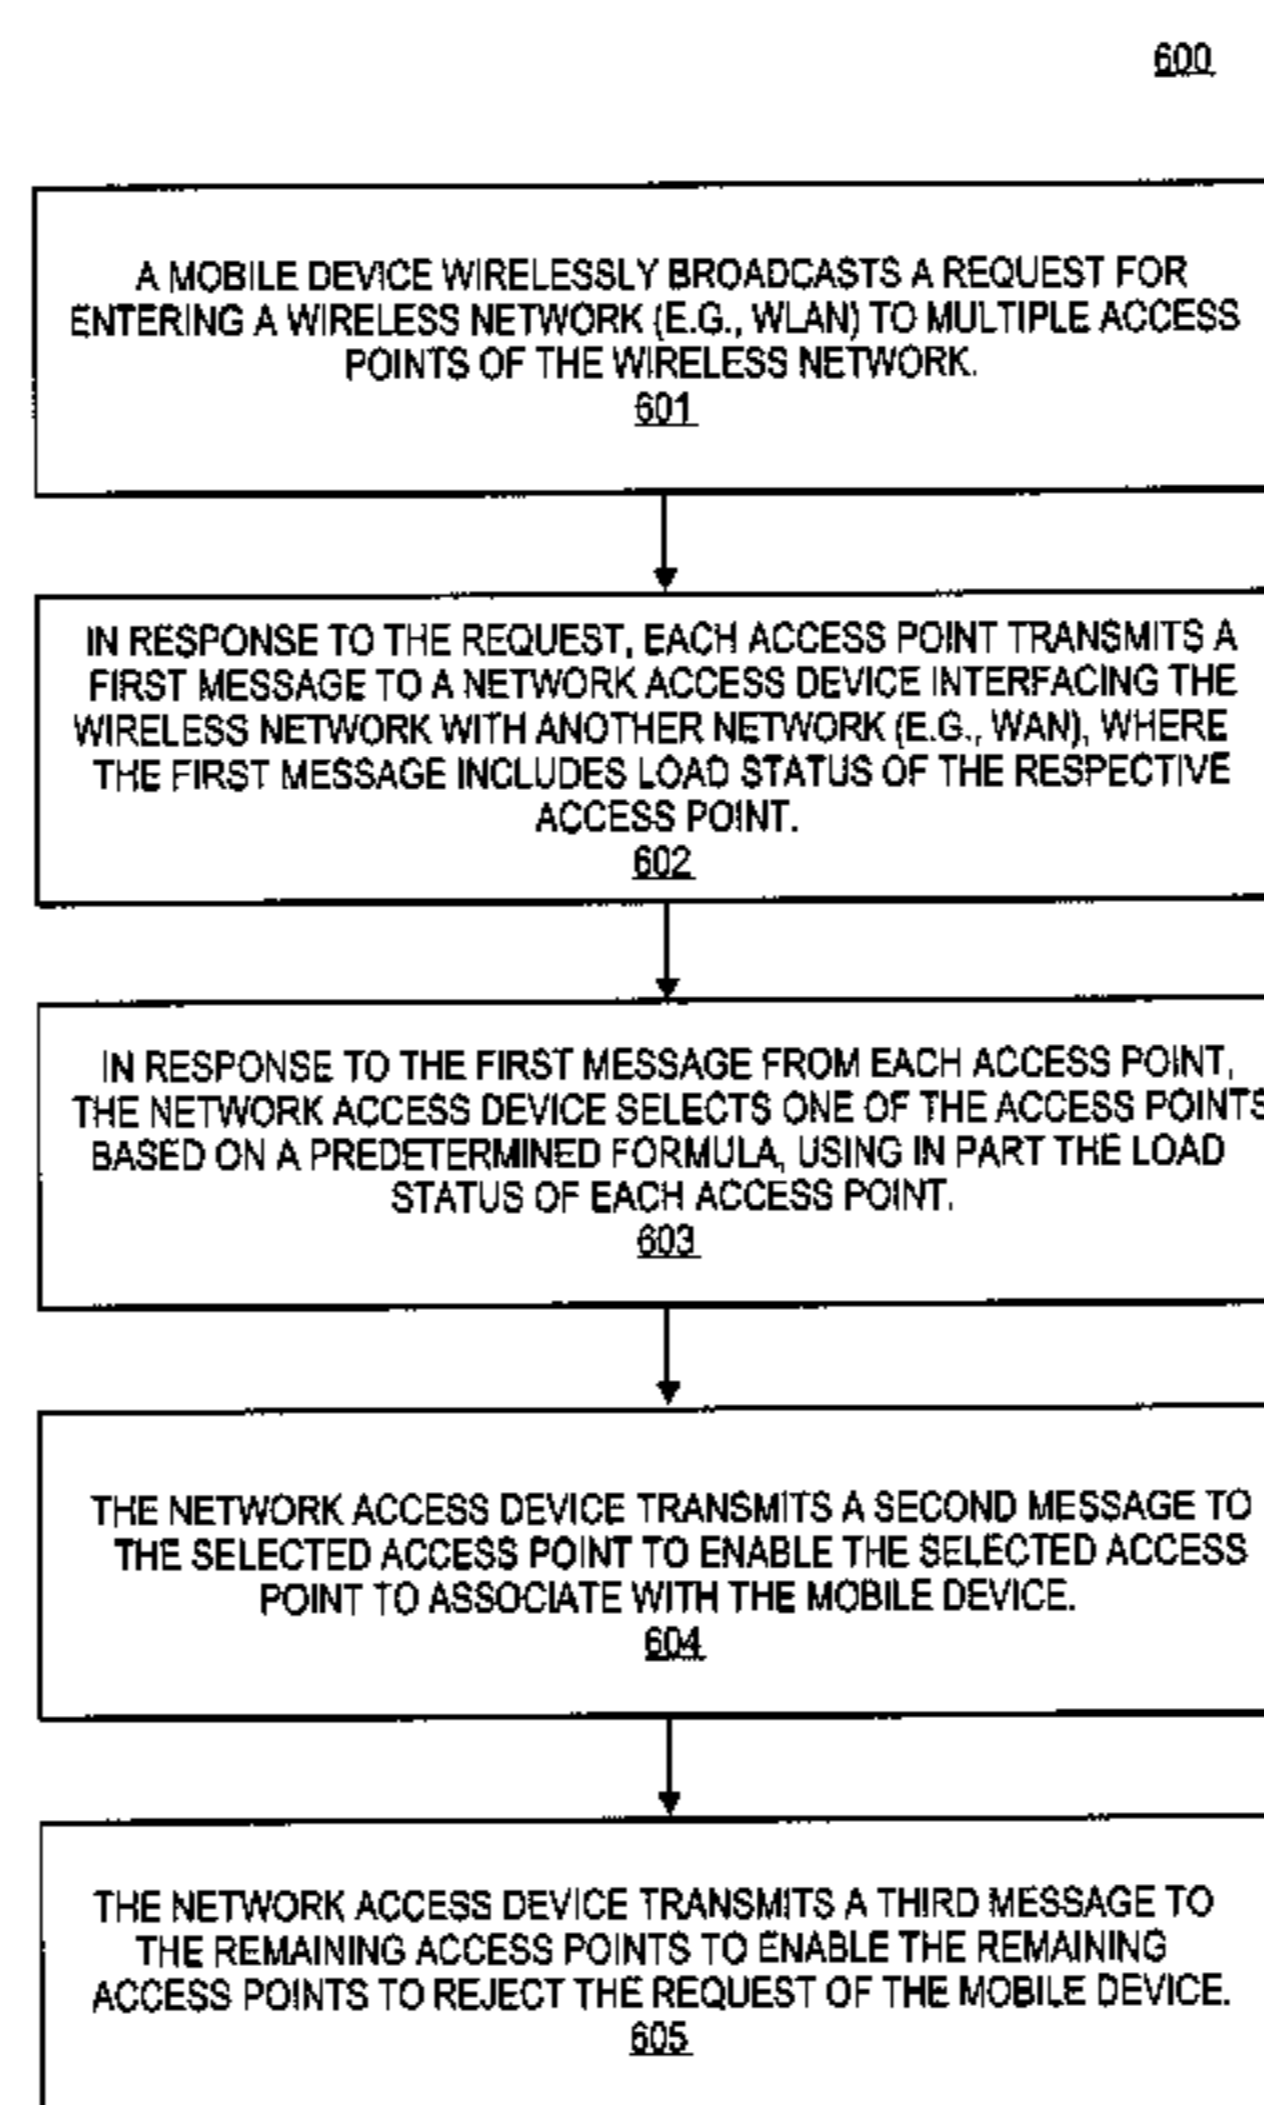 600
A MOBILE DEVICE WIRELESSLY BROADCASTS A REQUEST FOR
ENTERING A WIRELESS NETWORK (E.G., WLAN) TO MULTIPLE ACCESS
POINTS OF THE WIRELESS NETWORK.
601
IN RESPONSE TO THE REQUEST, EACH ACCESS POINT TRANSMITS A
FIRST MESSAGE TO A NETWORK ACCESS DEVICE INTERFACING THE
WIRELESS NETWORK WITH ANOTHER NETWORK (E.G., WAN), WHERE
THE FIRST MESSAGE INCLUDES LOAD STATUS OF THE RESPECTIVE
ACCESS POINT.
602
IN RESPONSE TO THE FIRST MESSAGE FROM EACH ACCESS POINT,
THE NETWORK ACCESS DEVICE SELECTS ONE OF THE ACCESS POINTS
BASED ON A PREDETERMINED FORMULA, USING IN PART THE LOAD
STATUS OF EACH ACCESS POINT.
603
THE NETWORK ACCESS DEVICE TRANSMITS A SECOND MESSAGE TO
THE SELECTED ACCESS POINT TO ENABLE THE SELECTED ACCESS
POINT TO ASSOCIATE WITH THE MOBILE DEVICE.
604
THE NETWORK ACCESS DEVICE TRANSMITS A THIRD MESSAGE TO
THE REMAINING ACCESS POINTS TO ENABLE THE REMAINING
ACCESS POINTS TO REJECT THE REQUEST OF THE MOBILE DEVICE.
605